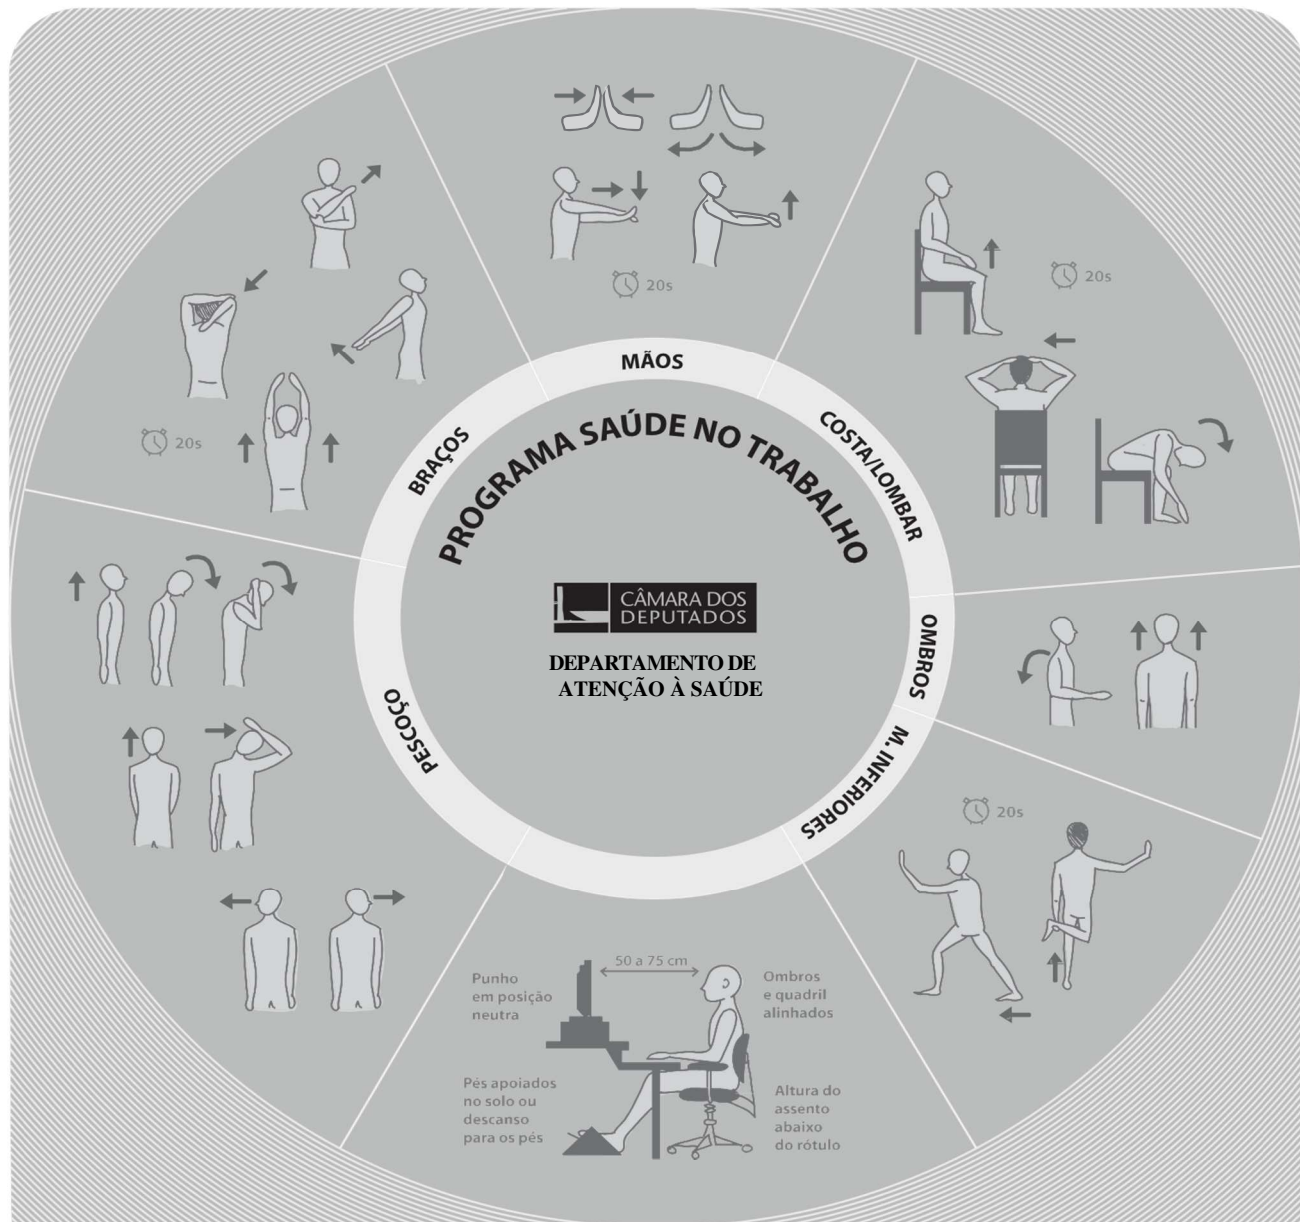 MÃOS
20s
COSTA/LOMBAR
20s
OMBROS
M. INFERIORES
20s
BRAÇOS
20s
PESCOÇO
PROGRAMA SAÚDE NO TRABALHO
CÂMARA DOS
DEPUTADOS
DEPARTAMENTO DE
ATENÇÃO À SAÚDE
50 a 75 cm
Punho
em posição
neutra
Ombros
e quadril
alinhados
Pés apoiados
no solo ou
descanso
para os pés
Altura do
assento
abaixo
do rótulo